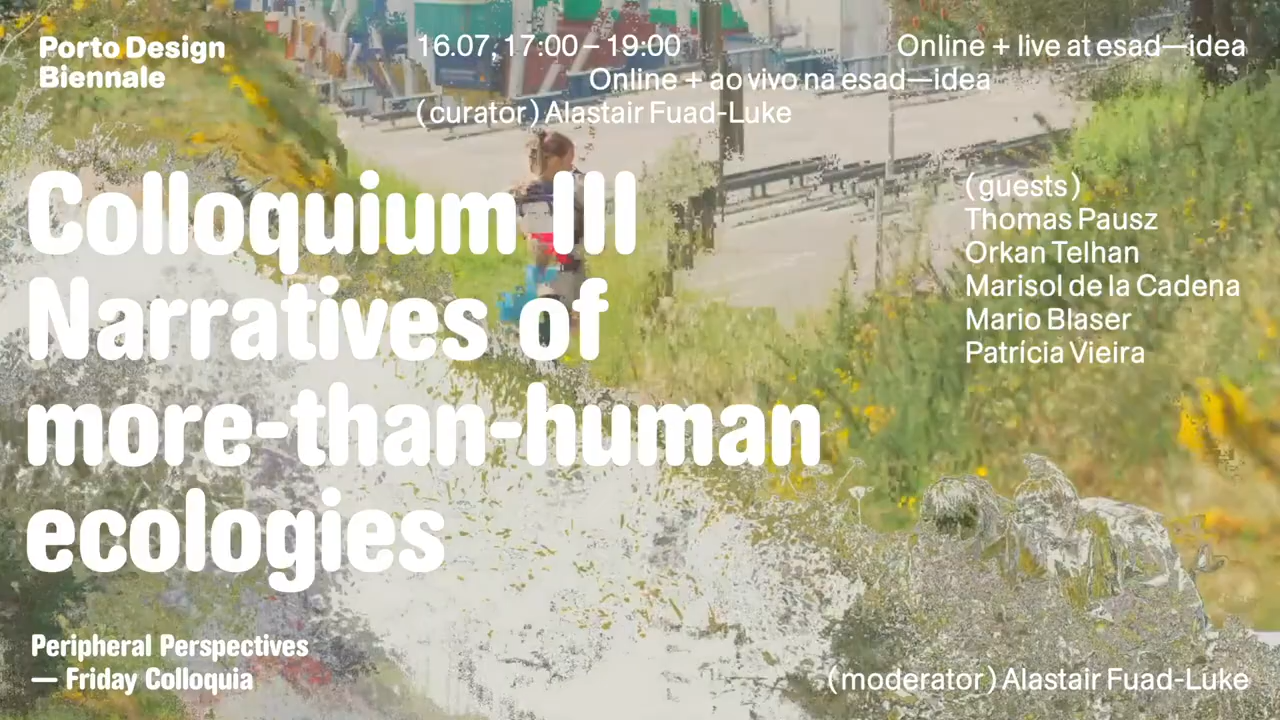 Porto Design
Biennale
16.07, 17:00 – 19:00
Online + live at esad—idea
Online + ao vivo na esad—idea
(curator) Alastair Fuad-Luke
Colloquium III
Narratives of
more-than-human
ecologies
(guests)
Thomas Pausz
Orkan Telhan
Marisol de la Cadena
Mario Blaser
Patrícia Vieira
Peripheral Perspectives
— Friday Colloquia
(moderator) Alastair Fuad-Luke